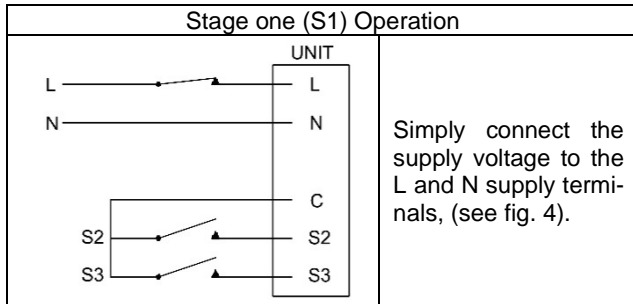 Stage one (S1) Operation
UNIT
L L
N N
C
S2 S2
S3 S3
Simply connect the
supply voltage to the
L and N supply termi-
nals, (see fig. 4).